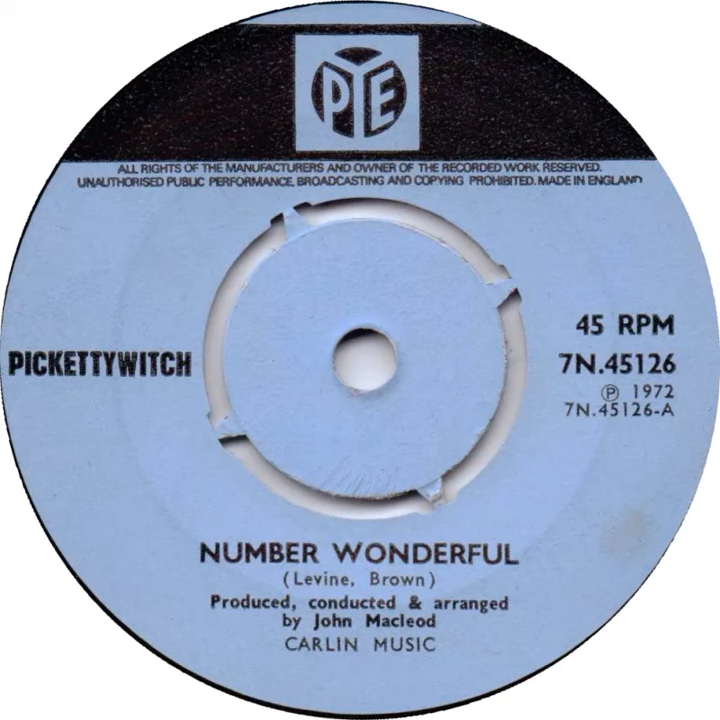 PYE
ALL RIGHTS OF THE MANUFACTURERS AND OWNER OF THE RECORDED WORK RESERVED.
UNAUTHORISED PUBLIC PERFORMANCE, BROADCASTING AND COPYING PROHIBITED. MADE IN ENGLAND
PICKETTYWITCH
45 RPM
7N.45126
Ⓟ 1972
7N.45126-A
NUMBER WONDERFUL
(Levine, Brown)
Produced, conducted & arranged
by John Macleod
CARLIN MUSIC